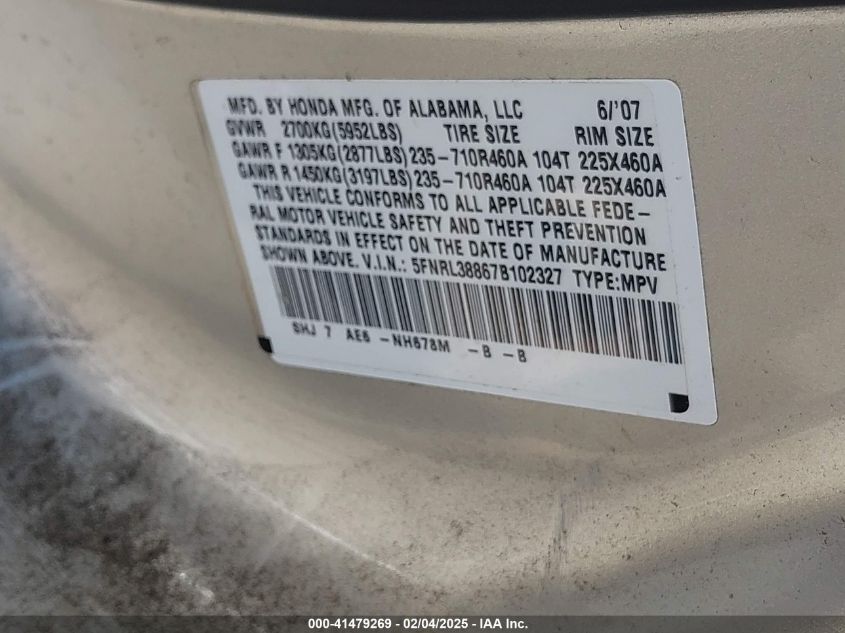 MFD. BY HONDA MFG. OF ALABAMA, LLC 6/'07
GVWR 2700KG(5952LBS) TIRE SIZE RIM SIZE
GAWR F 1305KG(2877LBS)235-710R460A 104T 225X460A
GAWR R 1450KG(3197LBS)235-710R460A 104T 225X460A
THIS VEHICLE CONFORMS TO ALL APPLICABLE FEDE-
RAL MOTOR VEHICLE SAFETY AND THEFT PREVENTION
STANDARDS IN EFFECT ON THE DATE OF MANUFACTURE
SHOWN ABOVE. V.I.N.: 5FNRL38867B102327 TYPE:MPV
SHJ 7 AE6 -NH678M -B -B
000-41479269 - 02/04/2025 - IAA Inc.